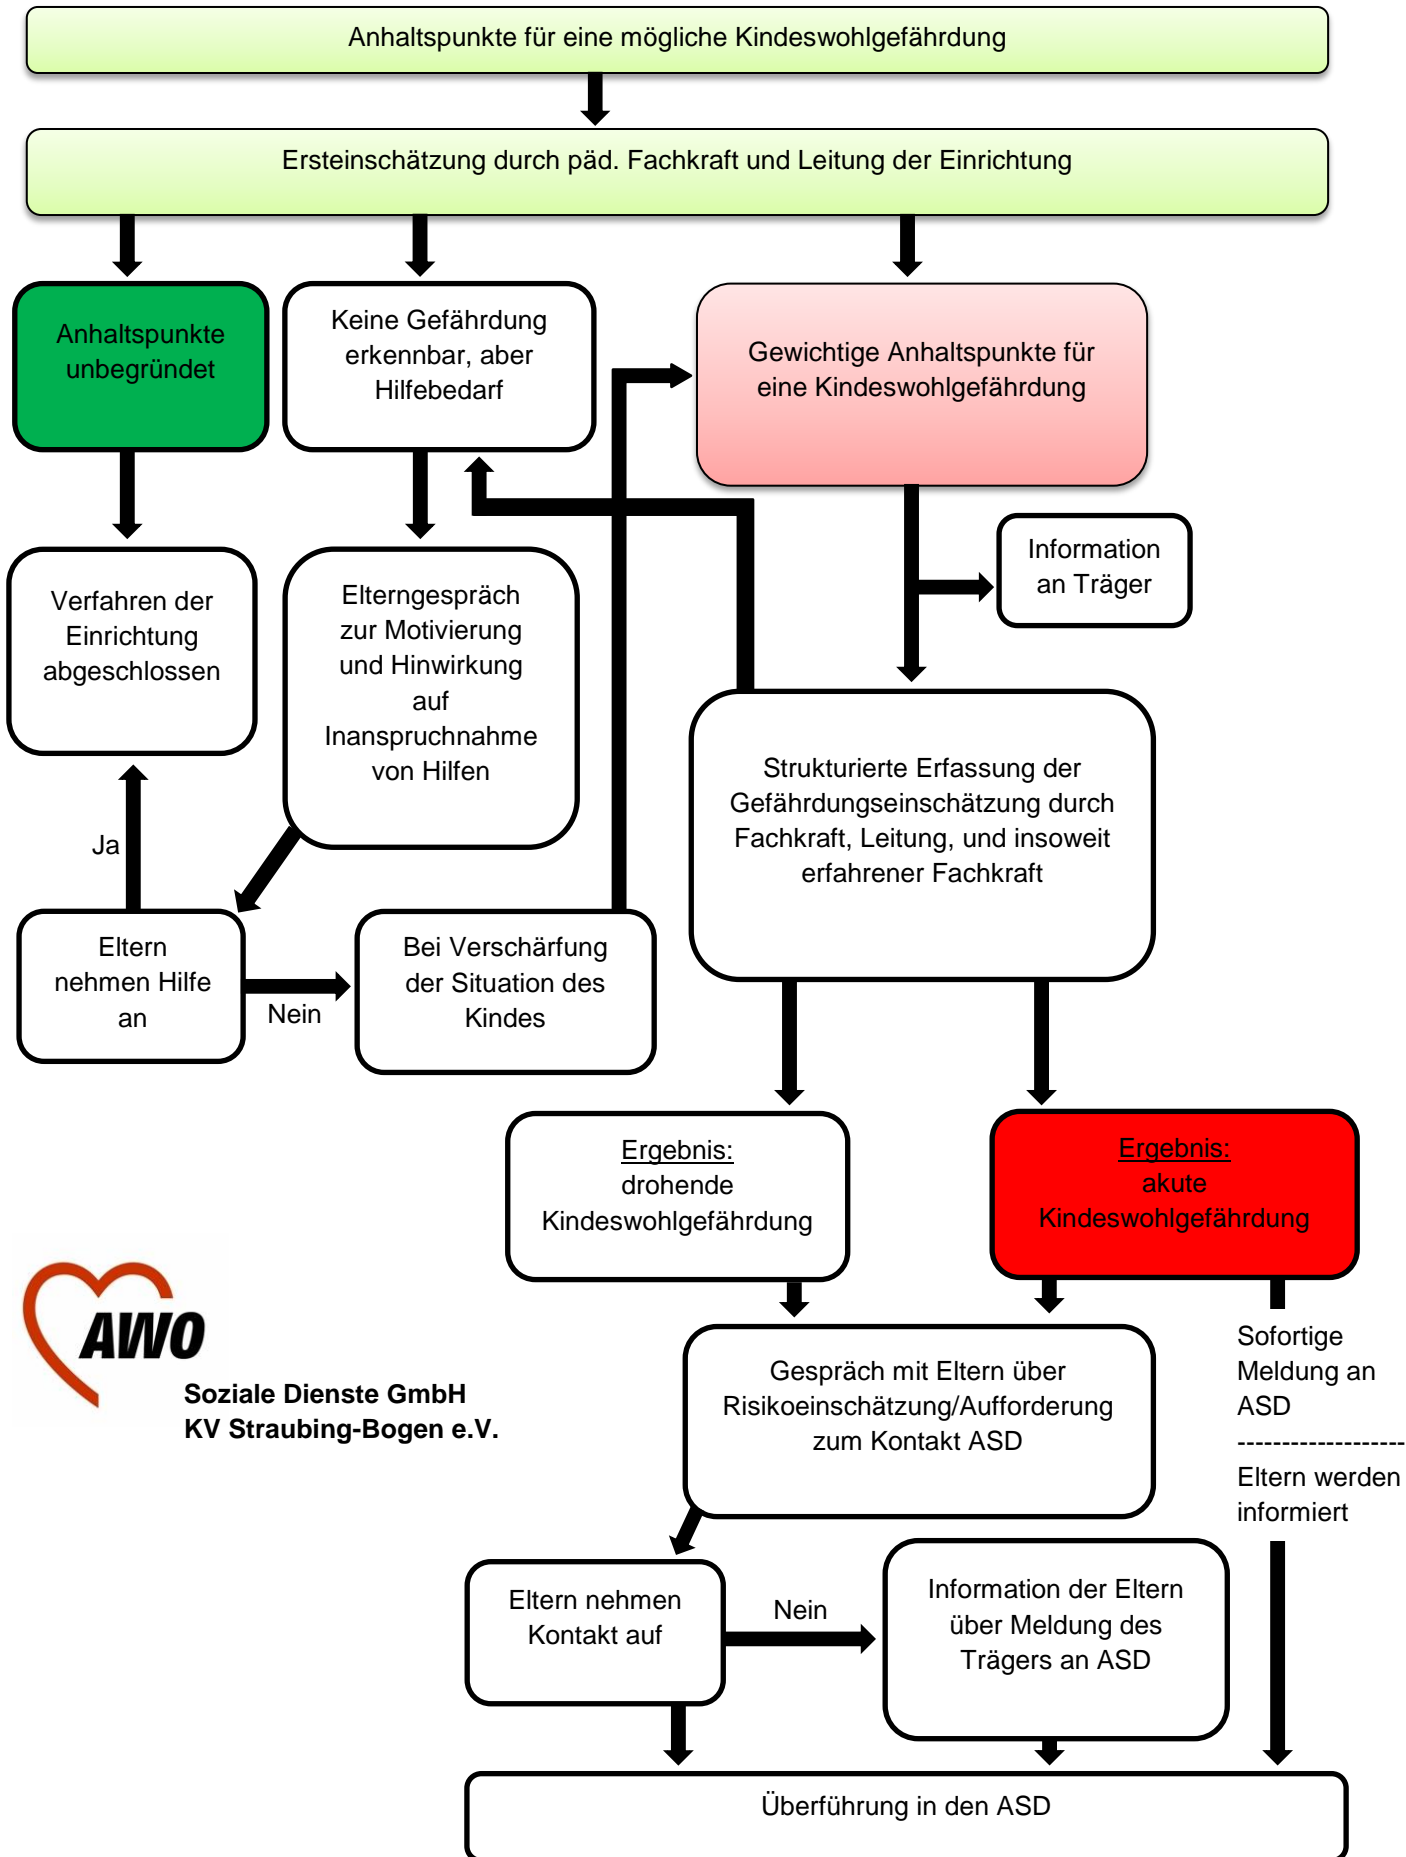 Anhaltspunkte für eine mögliche Kindeswohlgefährdung
Ersteinschätzung durch päd. Fachkraft und Leitung der Einrichtung
Anhaltspunkte
unbegründet
Keine Gefährdung
erkennbar, aber
Hilfebedarf
Gewichtige Anhaltspunkte für
eine Kindeswohlgefährdung
Information
an Träger
Verfahren der
Einrichtung
abgeschlossen
Elterngespräch
zur Motivierung
und Hinwirkung
auf
Inanspruchnahme
von Hilfen
Strukturierte Erfassung der
Gefährdungseinschätzung durch
Fachkraft, Leitung, und insoweit
erfahrener Fachkraft
Ja
Eltern
nehmen Hilfe
an
Nein
Bei Verschärfung
der Situation des
Kindes
Ergebnis:
drohende
Kindeswohlgefährdung
Ergebnis:
akute
Kindeswohlgefährdung
AWO
Soziale Dienste GmbH
KV Straubing-Bogen e.V.
Gespräch mit Eltern über
Risikoeinschätzung/Aufforderung
zum Kontakt ASD
Sofortige
Meldung an
ASD
-------------------
Eltern werden
informiert
Eltern nehmen
Kontakt auf
Nein
Information der Eltern
über Meldung des
Trägers an ASD
Überführung in den ASD